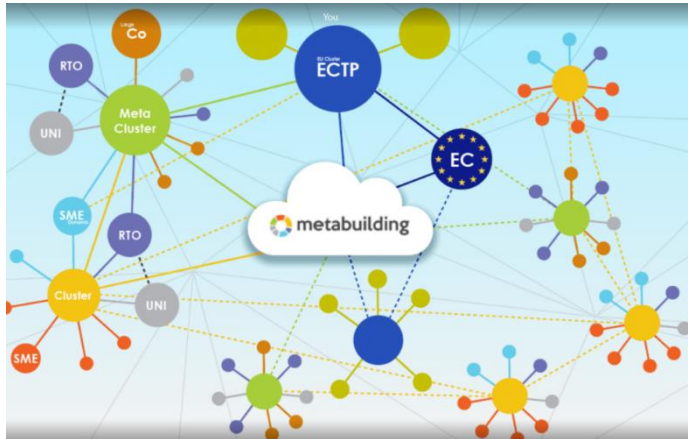 You
Large
Co
EU Cluster
ECTP
RTO
Meta
Cluster
UNI
EC
SME
metabuilding
RTO
Cluster
UNI
SME